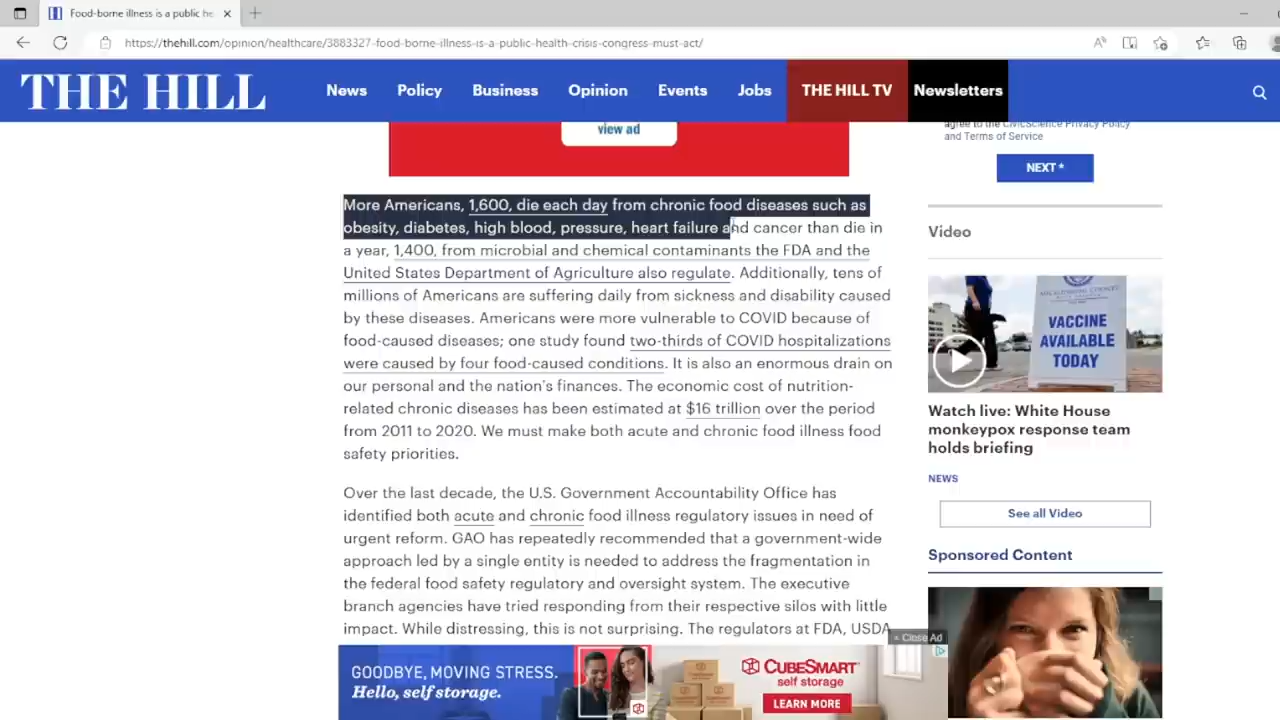 Food-borne illness is a public he
https://thehill.com/opinion/healthcare/3883327-food-borne-illness-is-a-public-health-crisis-congress-must-act/
THE HILL
News Policy Business Opinion Events Jobs THE HILL TV Newsletters
view ad
agree to the CivicScience Privacy Policy
and Terms of Service
NEXT *
More Americans, 1,600, die each day from chronic food diseases such as
obesity, diabetes, high blood, pressure, heart failure and cancer than die in
a year, 1,400, from microbial and chemical contaminants the FDA and the
United States Department of Agriculture also regulate. Additionally, tens of
millions of Americans are suffering daily from sickness and disability caused
by these diseases. Americans were more vulnerable to COVID because of
food-caused diseases; one study found two-thirds of COVID hospitalizations
were caused by four food-caused conditions. It is also an enormous drain on
our personal and the nation's finances. The economic cost of nutrition-
related chronic diseases has been estimated at $16 trillion over the period
from 2011 to 2020. We must make both acute and chronic food illness food
safety priorities.
Over the last decade, the U.S. Government Accountability Office has
identified both acute and chronic food illness regulatory issues in need of
urgent reform. GAO has repeatedly recommended that a government-wide
approach led by a single entity is needed to address the fragmentation in
the federal food safety regulatory and oversight system. The executive
branch agencies have tried responding from their respective silos with little
impact. While distressing, this is not surprising. The regulators at FDA, USDA
Video
VACCINE
AVAILABLE
TODAY
Watch live: White House
monkeypox response team
holds briefing
NEWS
See all Video
Sponsored Content
× Close Ad
GOODBYE, MOVING STRESS.
Hello, self storage.
CUBESMART
self storage
LEARN MORE